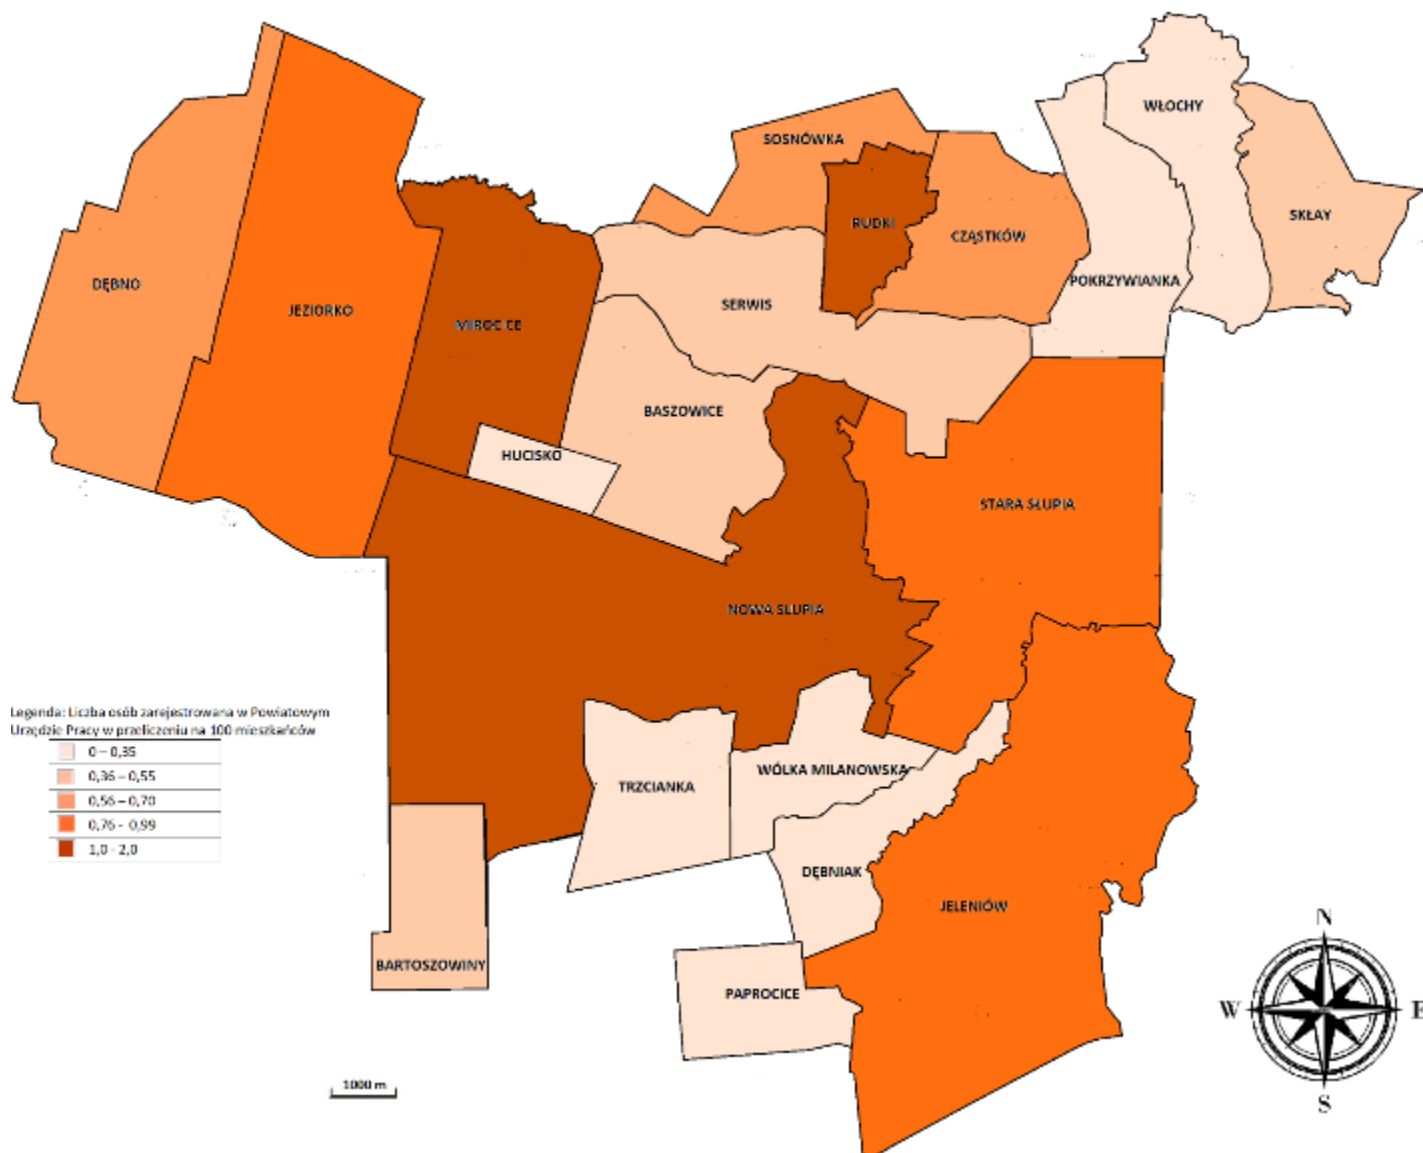 WŁOCHY
SOSNÓWKA
SKŁAY
RUDKI
CZĄSTKÓW
DĘBNO
POKRZYWIANKA
JEZIORKO
SERWIS
MIROCICE
BASZOWICE
HUCISKO
STARA SŁUPIA
NOWA SŁUPIA
Legenda: Liczba osób zarejestrowana w Powiatowym
Urzędzie Pracy w przeliczeniu na 100 mieszkańców
0 – 0,35
0,36 – 0,55
0,56 – 0,70
0,76 - 0,99
1,0 - 2,0
WÓLKA MILANOWSKA
TRZCIANKA
DĘBNIAK
JELENIÓW
BARTOSZOWINY
PAPROCICE
N
W
E
S
1000 m